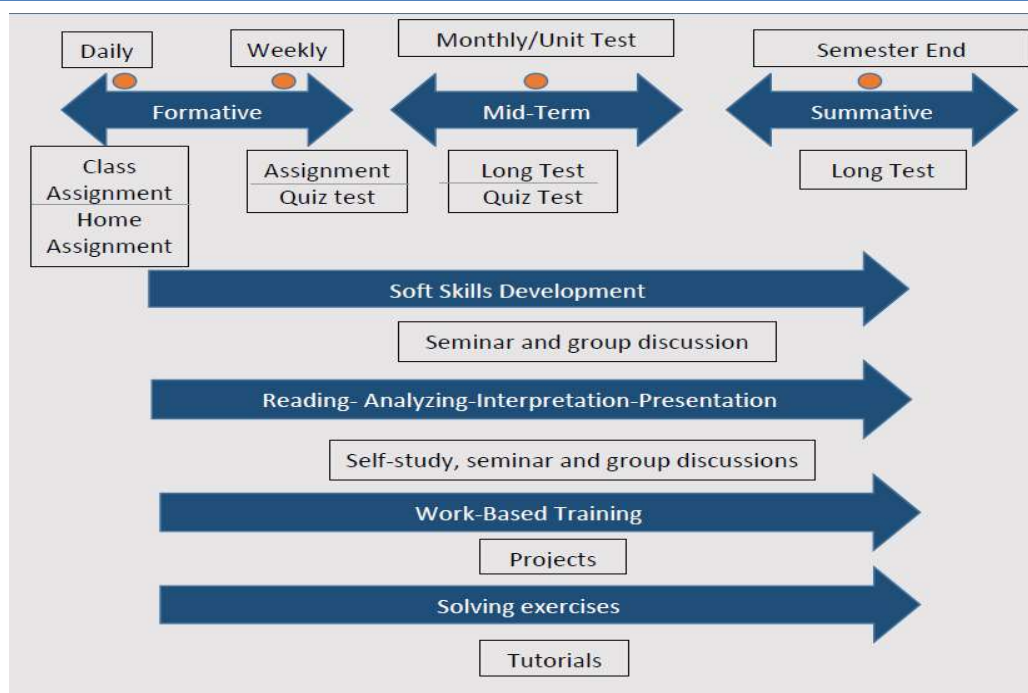 Daily
Weekly
Monthly/Unit Test
Semester End
Formative
Mid-Term
Summative
Class
Assignment
Home
Assignment
Assignment
Quiz test
Long Test
Quiz Test
Long Test
Soft Skills Development
Seminar and group discussion
Reading- Analyzing-Interpretation-Presentation
Self-study, seminar and group discussions
Work-Based Training
Projects
Solving exercises
Tutorials